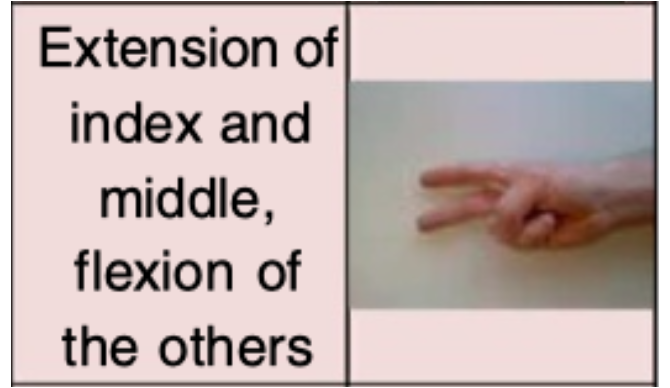 Extension of
index and
middle,
flexion of
the others